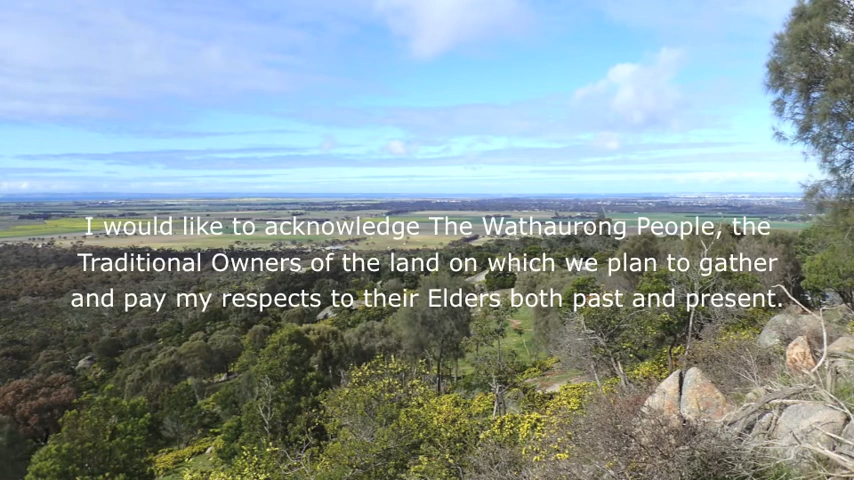 I would like to acknowledge The Wathaurong People, the
Traditional Owners of the land on which we plan to gather
and pay my respects to their Elders both past and present.